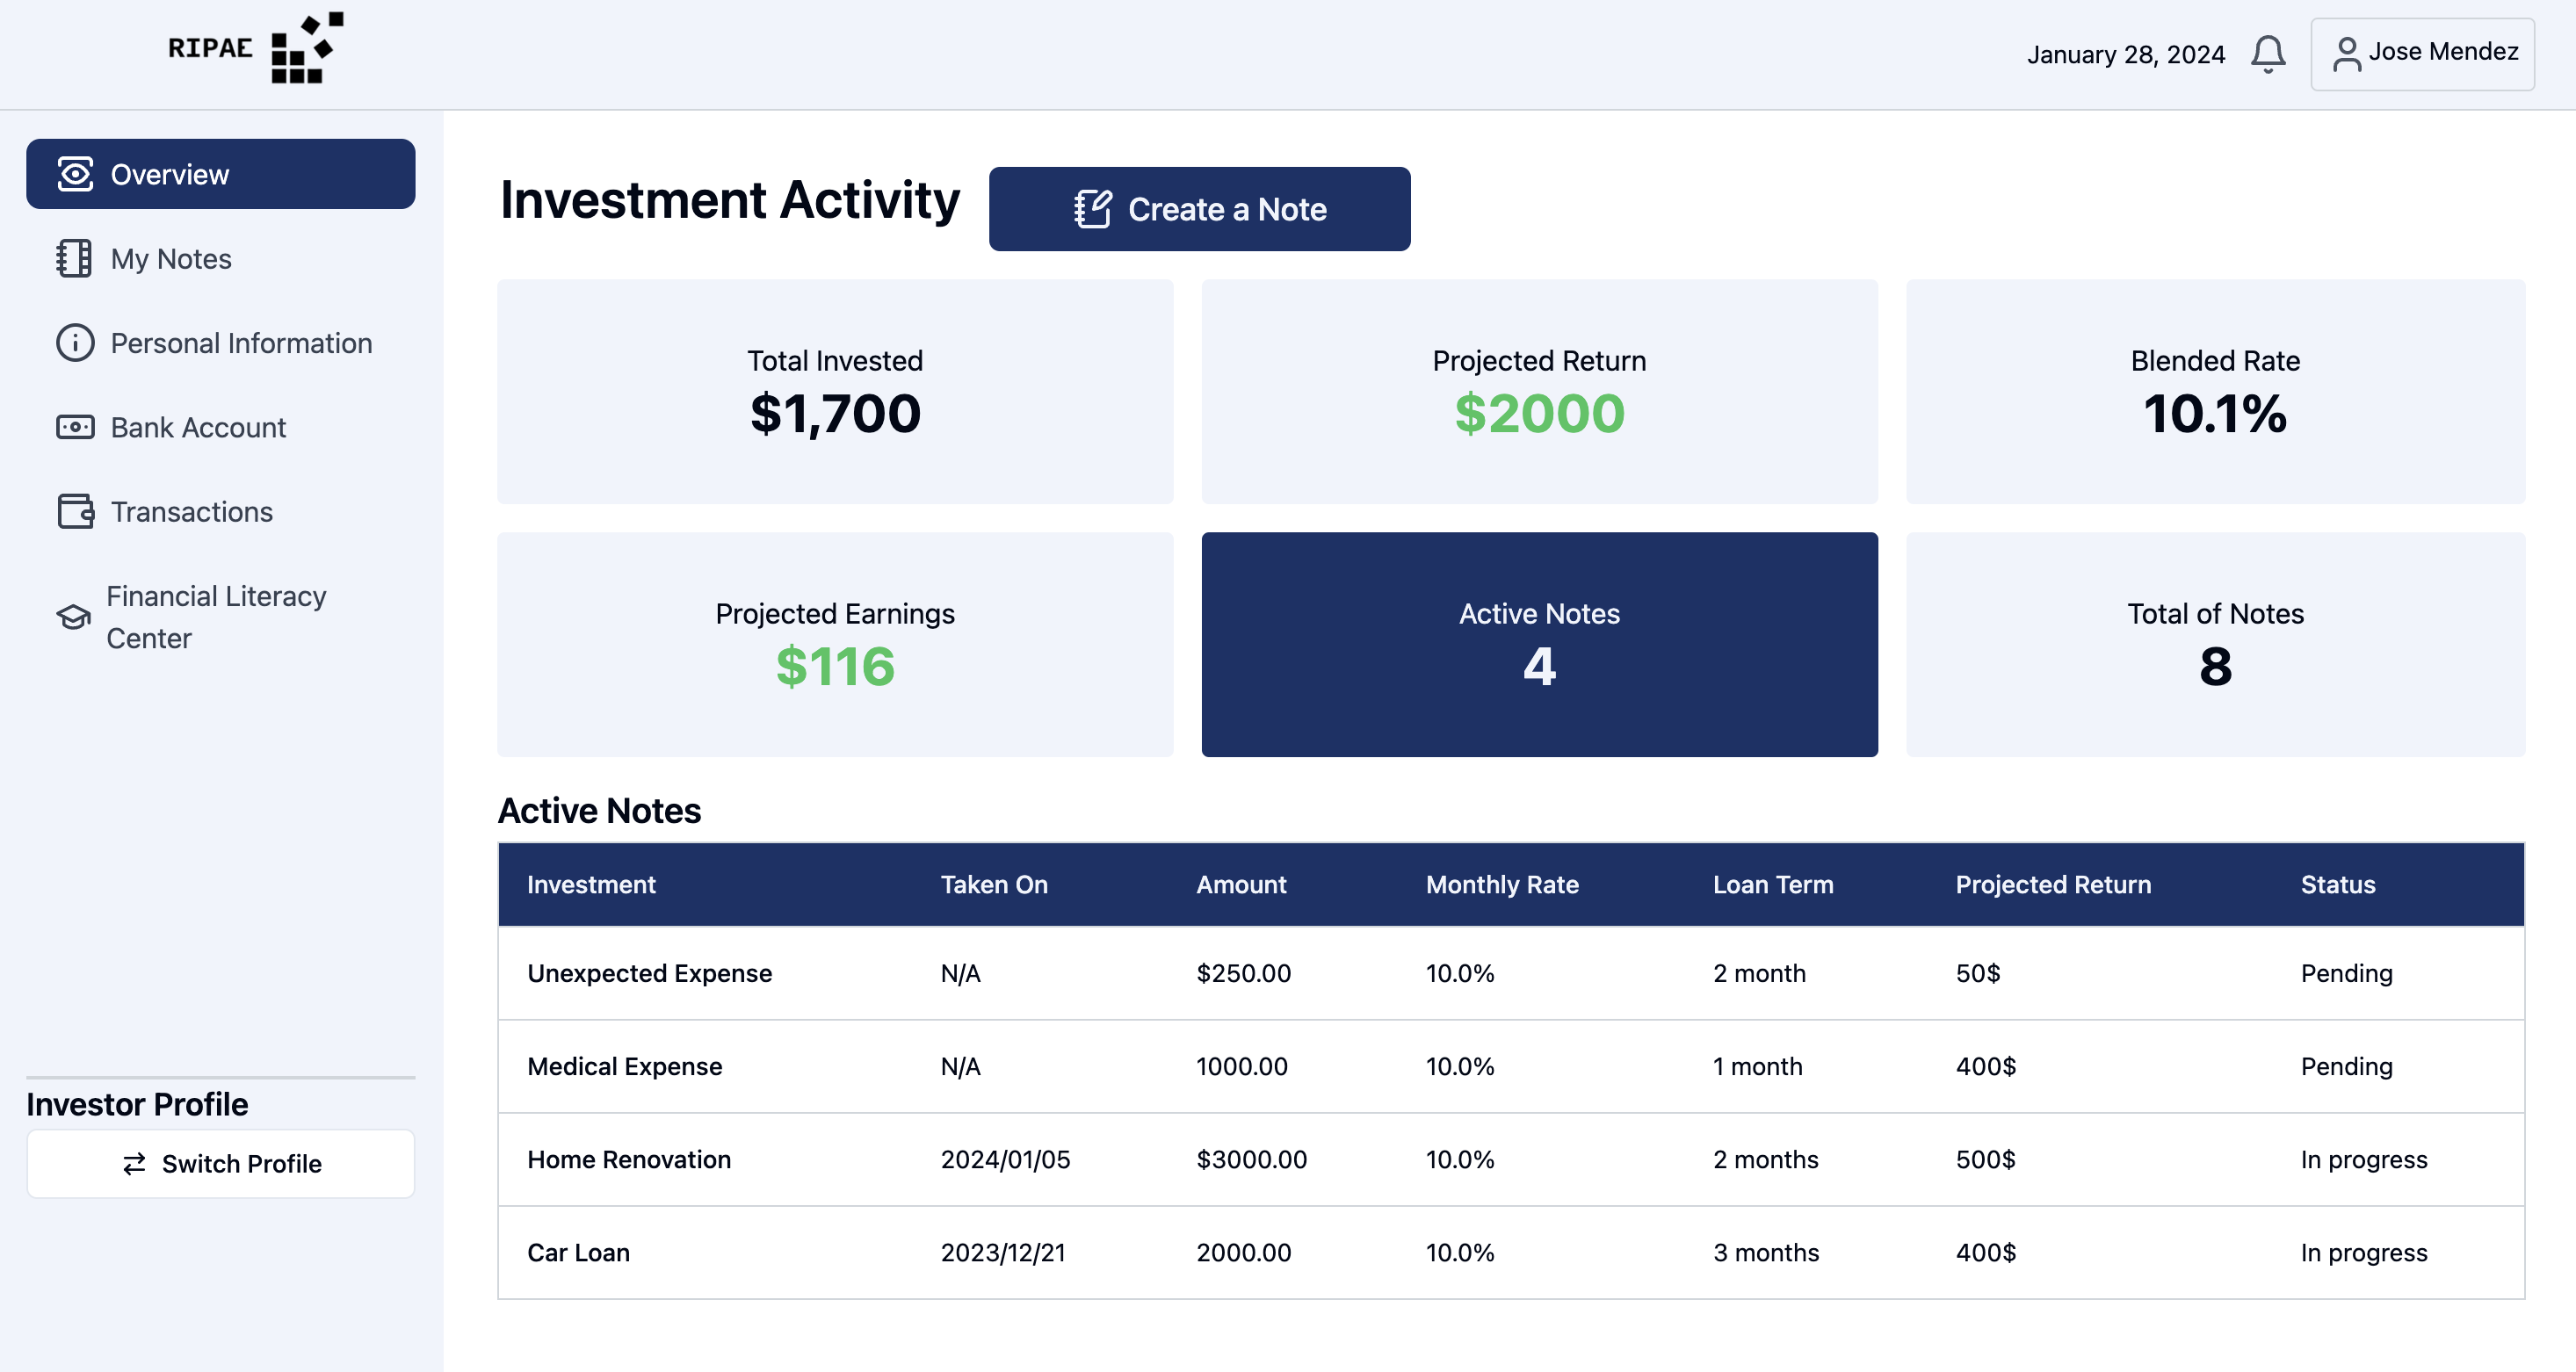 RIPAE
January 28, 2024
Jose Mendez
Overview
My Notes
Personal Information
Bank Account
Transactions
Financial Literacy
Center
Investor Profile
Switch Profile
Investment Activity
Create a Note
Total Invested
$1,700
Projected Return
$2000
Blended Rate
10.1%
Projected Earnings
$116
Active Notes
4
Total of Notes
8
Active Notes
Investment Taken On Amount Monthly Rate Loan Term Projected Return Status
Unexpected Expense N/A $250.00 10.0% 2 month 50$ Pending
Medical Expense N/A 1000.00 10.0% 1 month 400$ Pending
Home Renovation 2024/01/05 $3000.00 10.0% 2 months 500$ In progress
Car Loan 2023/12/21 2000.00 10.0% 3 months 400$ In progress